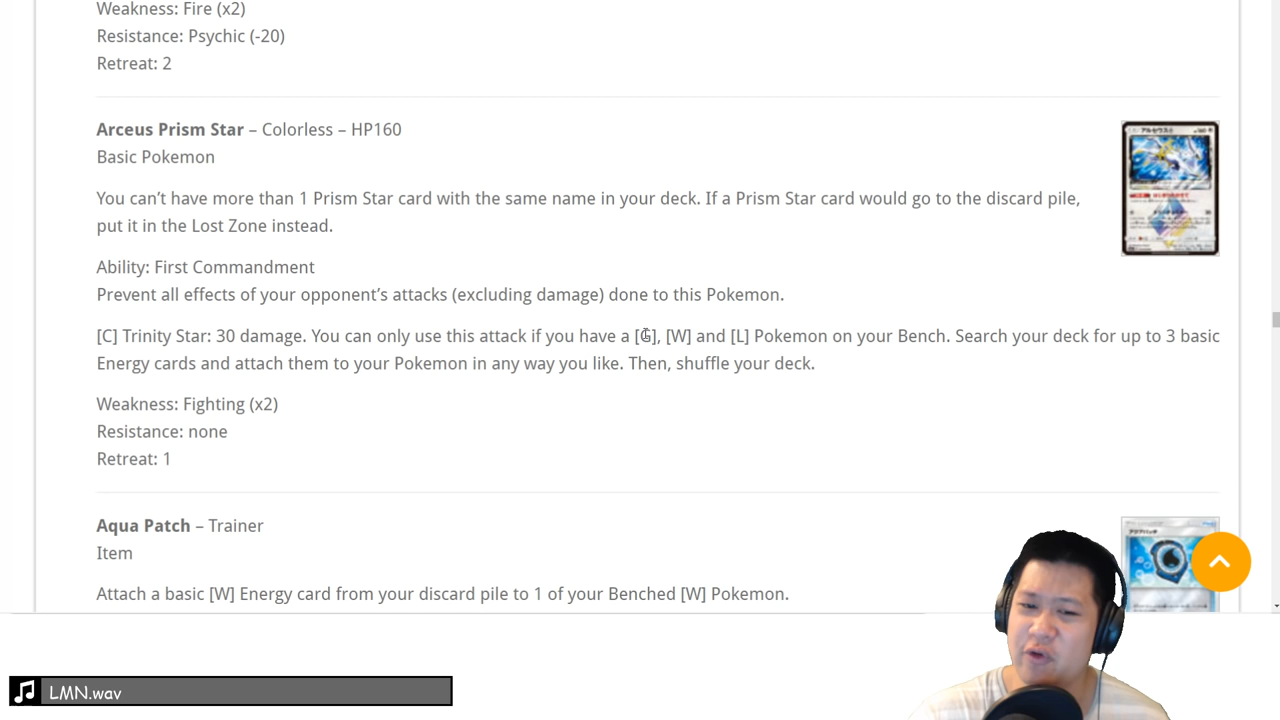 Weakness: Fire (x2)
Resistance: Psychic (-20)
Retreat: 2
Arceus Prism Star – Colorless – HP160
Basic Pokemon
You can’t have more than 1 Prism Star card with the same name in your deck. If a Prism Star card would go to the discard pile,
put it in the Lost Zone instead.
Ability: First Commandment
Prevent all effects of your opponent’s attacks (excluding damage) done to this Pokemon.
[C] Trinity Star: 30 damage. You can only use this attack if you have a [G], [W] and [L] Pokemon on your Bench. Search your deck for up to 3 basic
Energy cards and attach them to your Pokemon in any way you like. Then, shuffle your deck.
Weakness: Fighting (x2)
Resistance: none
Retreat: 1
Aqua Patch – Trainer
Item
Attach a basic [W] Energy card from your discard pile to 1 of your Benched [W] Pokemon.
LMN.wav